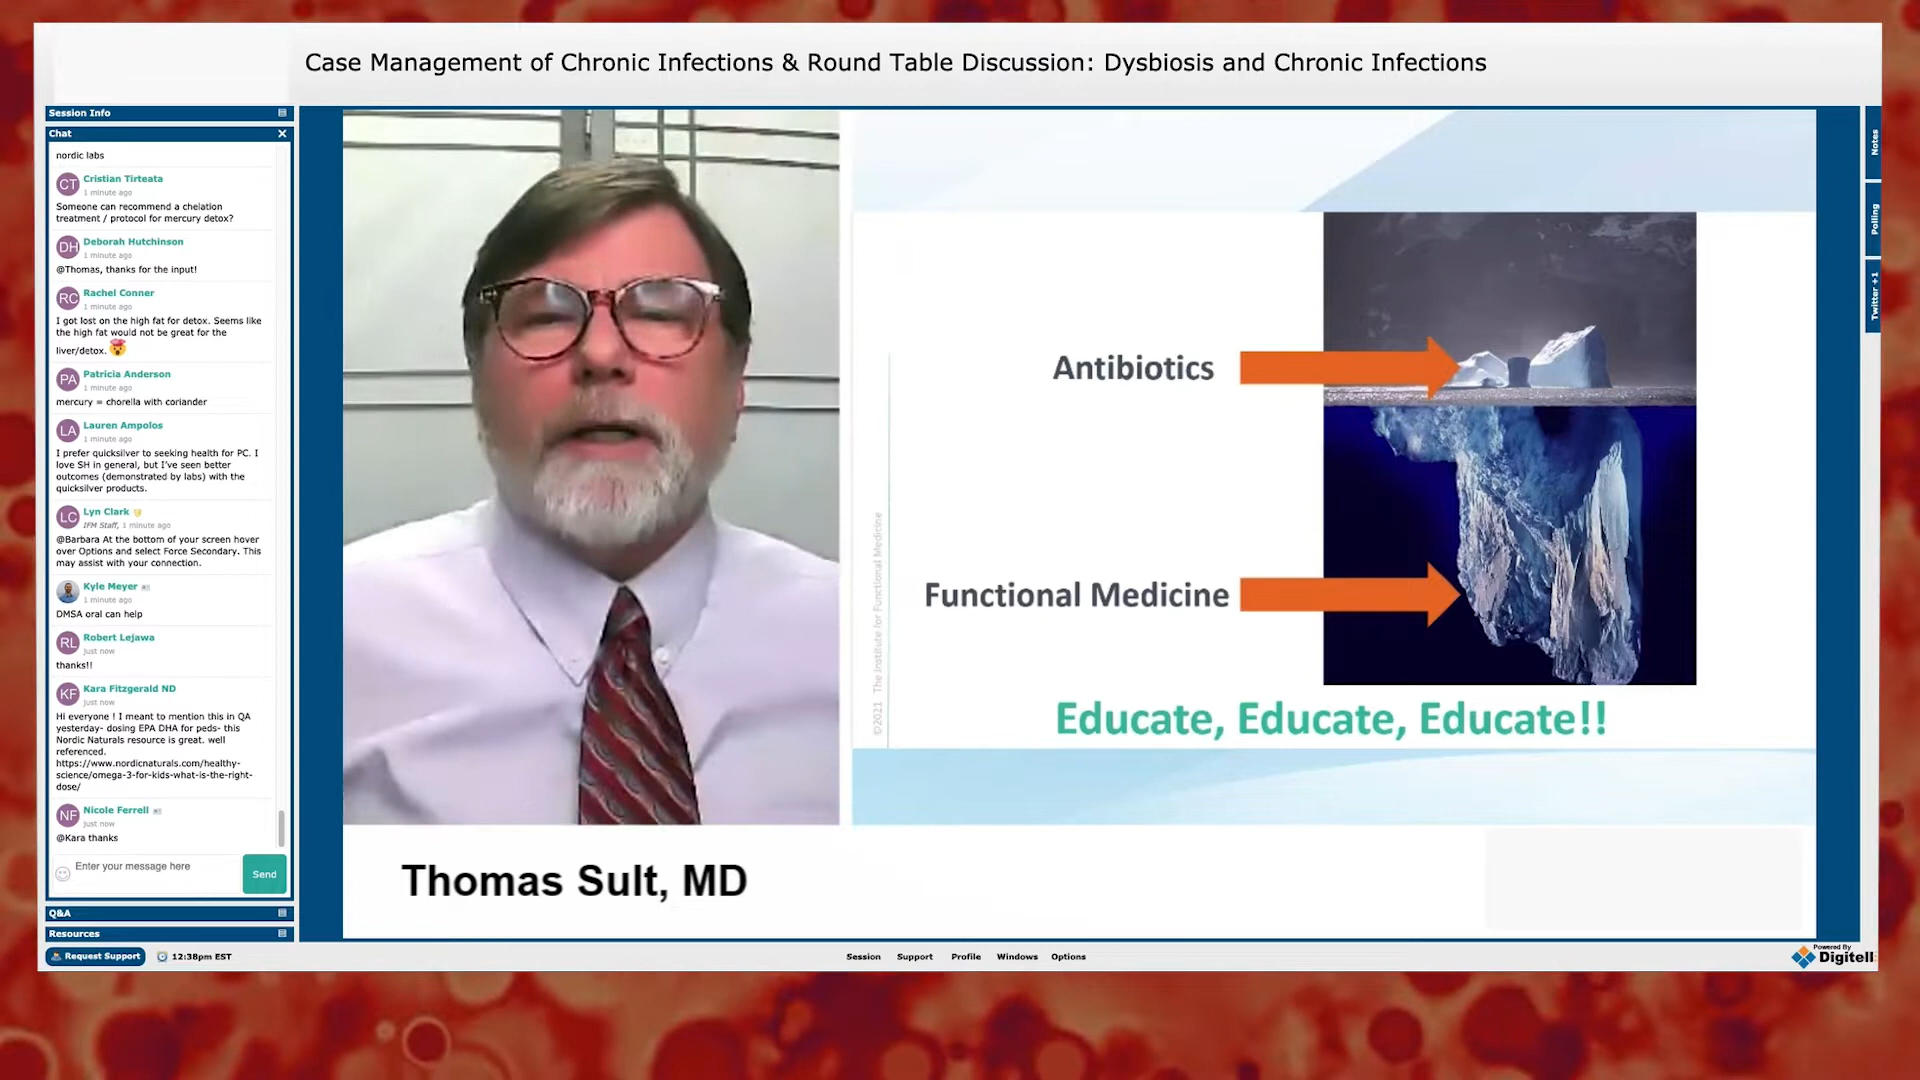 Case Management of Chronic Infections & Round Table Discussion: Dysbiosis and Chronic Infections
Session Info
Chat
nordic labs
CT
Cristian Tirteata
1 minute ago
Someone can recommend a chelation
treatment / protocol for mercury detox?
DH
Deborah Hutchinson
1 minute ago
@Thomas, thanks for the input!
RC
Rachel Conner
1 minute ago
I got lost on the high fat for detox. Seems like
the high fat would not be great for the
liver/detox.
PA
Patricia Anderson
1 minute ago
mercury = chorella with coriander
LA
Lauren Ampolos
1 minute ago
I prefer quicksilver to seeking health for PC. I
love SH in general, but I've seen better
outcomes (demonstrated by labs) with the
quicksilver products.
LC
Lyn Clark
IFM Staff, 1 minute ago
@Barbara At the bottom of your screen hover
over Options and select Force Secondary. This
may assist with your connection.
Kyle Meyer
1 minute ago
DMSA oral can help
RL
Robert Lejawa
just now
thanks!!
KF
Kara Fitzgerald ND
just now
Hi everyone ! I meant to mention this in QA
yesterday- dosing EPA DHA for peds- this
Nordic Naturals resource is great. well
referenced.
https://www.nordicnaturals.com/healthy-
science/omega-3-for-kids-what-is-the-right-
dose/
NF
Nicole Ferrell
just now
@Kara thanks
Enter your message here
Send
Q&A
Resources
Request Support
12:38pm EST
Antibiotics
Functional Medicine
Educate, Educate, Educate!!
©2021 The Institute for Functional Medicine
Thomas Sult, MD
Notes
Polling
Twitter +1
Session
Support
Profile
Windows
Options
Powered By
Digitell